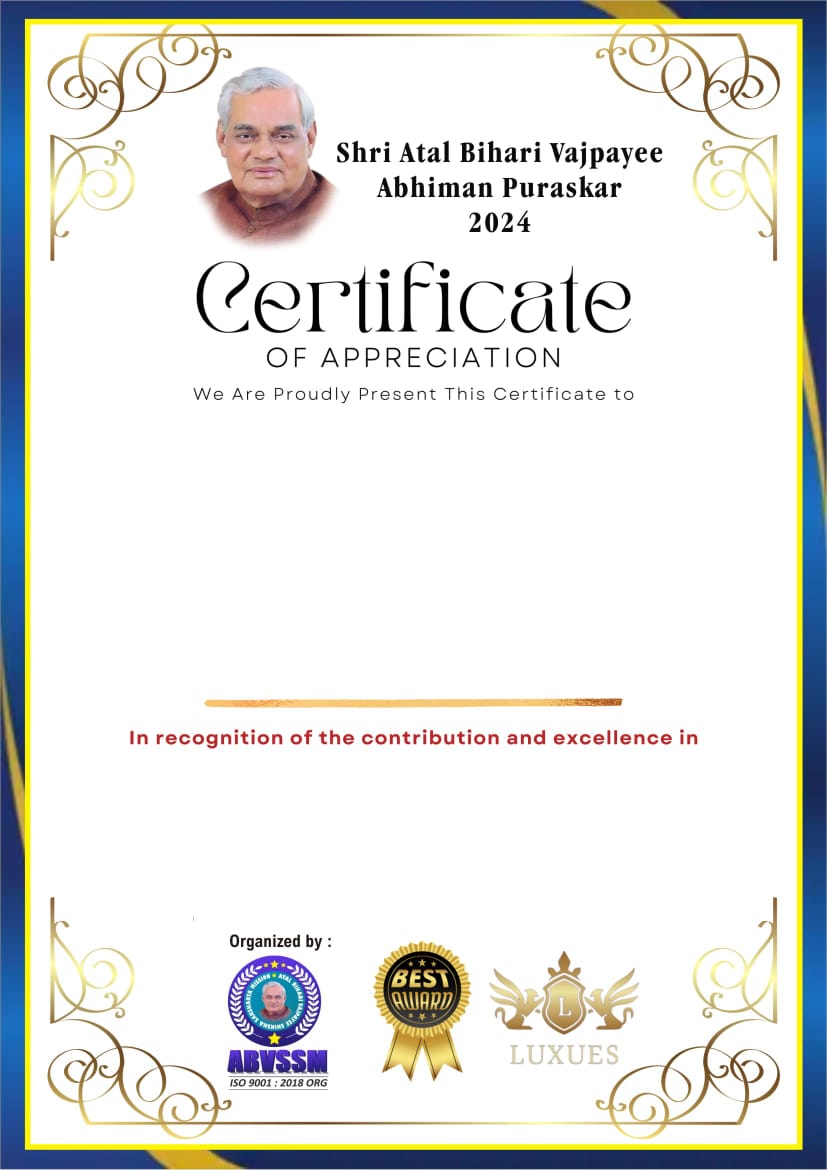 Shri Atal Bihari Vajpayee
Abhiman Puraskar
2024
Certificate
OF APPRECIATION
We Are Proudly Present This Certificate to
In recognition of the contribution and excellence in
Organized by :
ATAL BIHARI VAJPAYEE SHIKSHA SAKSHARTA MISSION
ABVSSM
ISO 9001 : 2018 ORG
BEST
AWARD
L
LUXUES